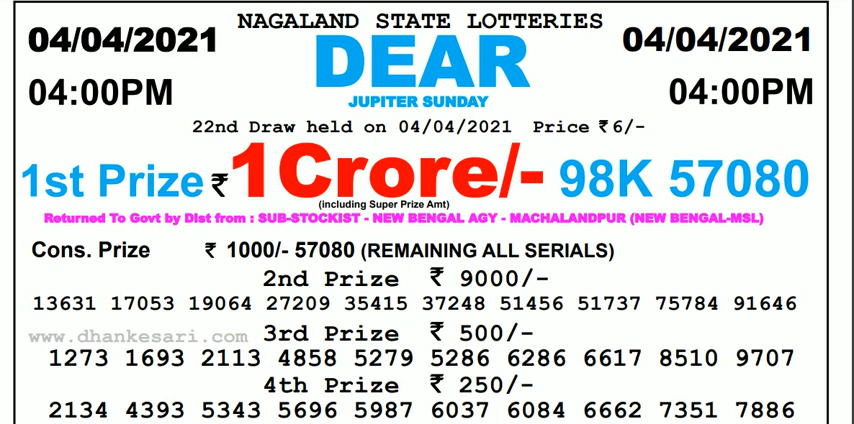 NAGALAND STATE LOTTERIES
04/04/2021 DEAR 04/04/2021
04:00PM JUPITER SUNDAY 04:00PM
22nd Draw held on 04/04/2021 Price ₹6/-
1st Prize ₹1Crore/- 98K 57080
(including Super Prize Amt)
Returned To Govt by Dist from : SUB-STOCKIST - NEW BENGAL AGY - MACHALANDPUR (NEW BENGAL-MSL)
Cons. Prize ₹ 1000/- 57080 (REMAINING ALL SERIALS)
2nd Prize ₹ 9000/-
13631 17053 19064 27209 35415 37248 51456 51737 75784 91646
www.dhankesari.com 3rd Prize ₹ 500/-
1273 1693 2113 4858 5279 5286 6286 6617 8510 9707
4th Prize ₹ 250/-
2134 4393 5343 5696 5987 6037 6084 6662 7351 7886